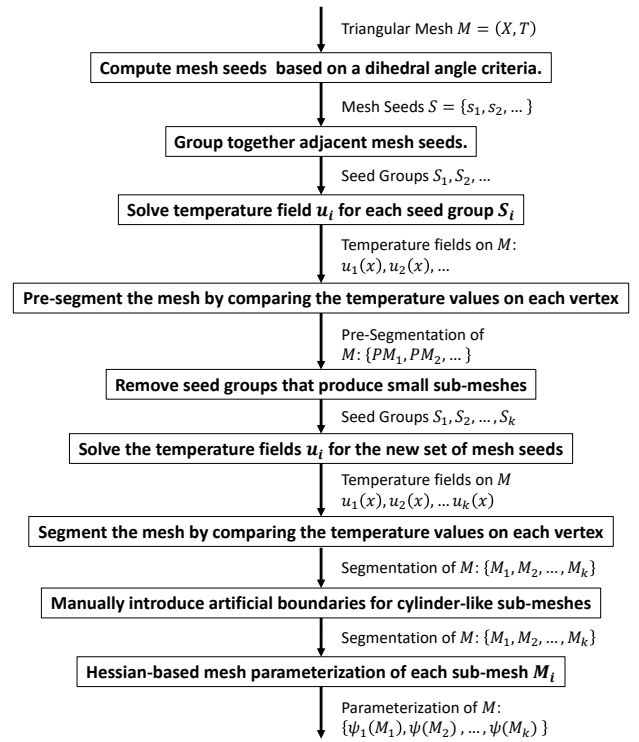 Triangular Mesh M = (X, T)
Compute mesh seeds based on a dihedral angle criteria.
Mesh Seeds S = {s₁, s₂, … }
Group together adjacent mesh seeds.
Seed Groups S₁, S₂, …
Solve temperature field uᵢ for each seed group Sᵢ
Temperature fields on M:
u₁(x), u₂(x), …
Pre-segment the mesh by comparing the temperature values on each vertex
Pre-Segmentation of
M: {PM₁, PM₂, … }
Remove seed groups that produce small sub-meshes
Seed Groups S₁, S₂, … , Sₖ
Solve the temperature fields uᵢ for the new set of mesh seeds
Temperature fields on M
u₁(x), u₂(x), … uₖ(x)
Segment the mesh by comparing the temperature values on each vertex
Segmentation of M: {M₁, M₂, … , Mₖ}
Manually introduce artificial boundaries for cylinder-like sub-meshes
Segmentation of M: {M₁, M₂, … , Mₖ}
Hessian-based mesh parameterization of each sub-mesh Mᵢ
Parameterization of M:
{ψ₁(M₁), ψ(M₂) , … , ψ(Mₖ) }